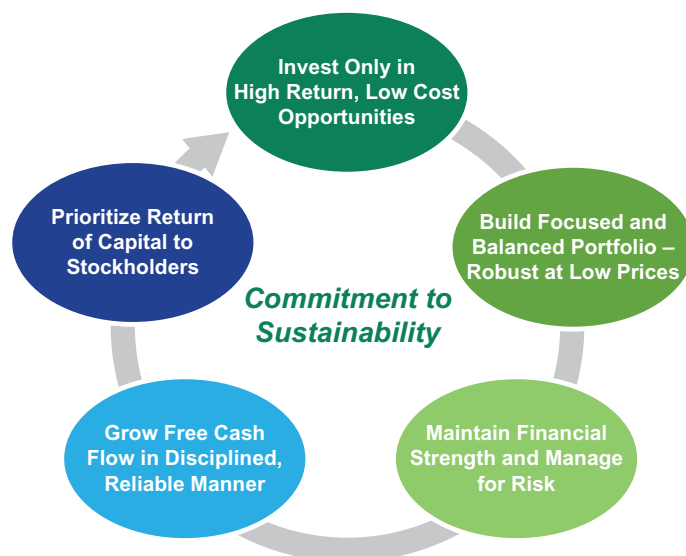 Invest Only in
High Return, Low Cost
Opportunities
Build Focused and
Balanced Portfolio –
Robust at Low Prices
Maintain Financial
Strength and Manage
for Risk
Grow Free Cash
Flow in Disciplined,
Reliable Manner
Prioritize Return
of Capital to
Stockholders
Commitment to
Sustainability